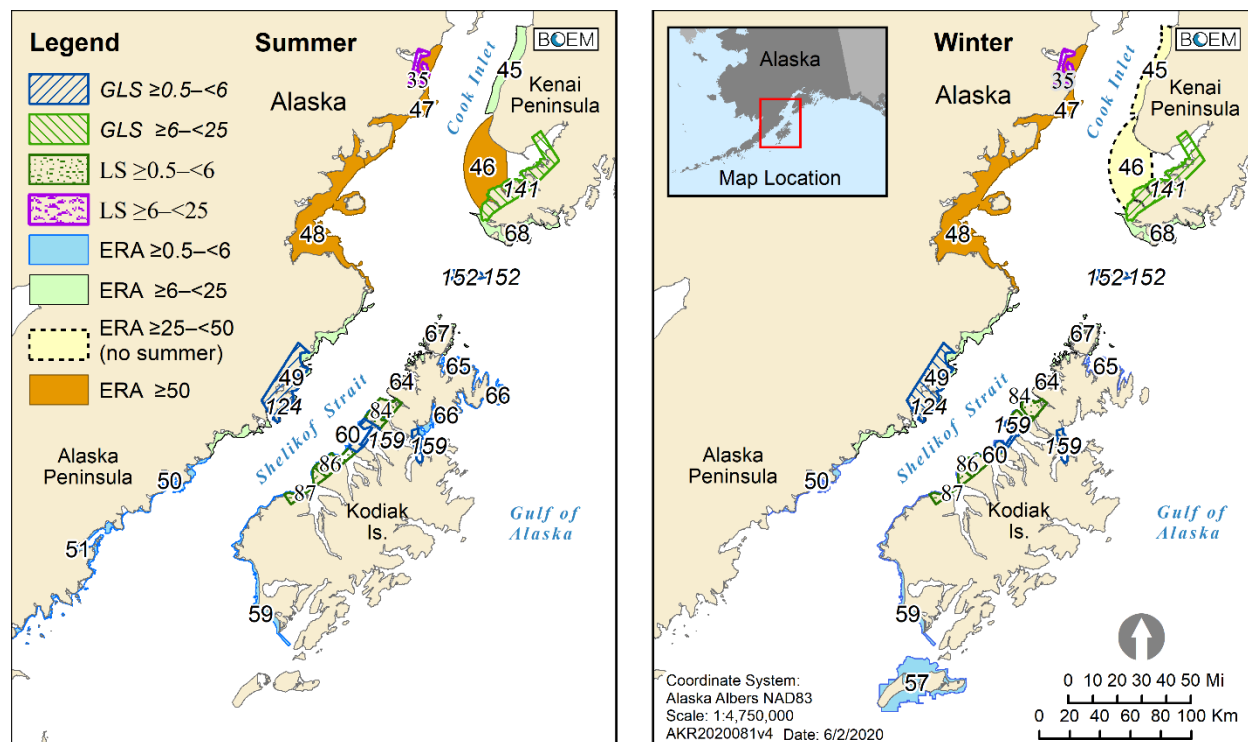 Legend
GLS ≥0.5–<6
GLS ≥6–<25
LS ≥0.5–<6
LS ≥6–<25
ERA ≥0.5–<6
ERA ≥6–<25
ERA ≥25–<50
(no summer)
ERA ≥50
Summer
BOEM
Cook Inlet
Alaska
Kenai
Peninsula
35
45
47
46
141
48
68
152
152
67
49
65
124
64
66
84
66
Shelikof Strait
60
159
159
Alaska
Peninsula
86
50
87
Kodiak
Is.
Gulf of
Alaska
51
59
Winter
BOEM
Alaska
Map Location
Cook Inlet
Kenai
Peninsula
35
45
47
46
141
48
68
152
152
67
49
65
124
64
84
Shelikof Strait
159
159
60
Alaska
Peninsula
86
50
87
Kodiak
Is.
Gulf of
Alaska
59
57
Coordinate System:
Alaska Albers NAD83
Scale: 1:4,750,000
AKR2020081v4 Date: 6/2/2020
0 10 20 30 40 50 Mi
0 20 40 60 80 100 Km